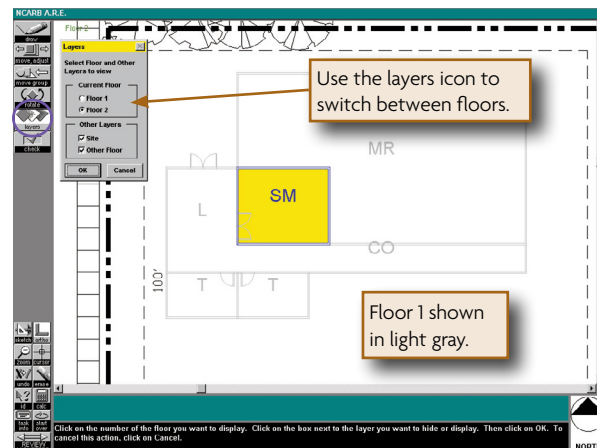 NCARB A.R.E.
draw
move, adjust
move group
rotate
layers
check
sketch ortho
zoom cursor
undo erase
? id calc
task info start over
REVIEW
Floor 2
Layers
Select Floor and Other
Layers to view
Current Floor
Floor 1
Floor 2
Other Layers
Site
Other Floor
OK Cancel
Use the layers icon to
switch between floors.
MR
SM
L
CO
T T
100'
Floor 1 shown
in light gray.
Click on the number of the floor you want to display. Click on the box next to the layer you want to hide or display. Then click on OK. To
cancel this action, click on Cancel.
NORT